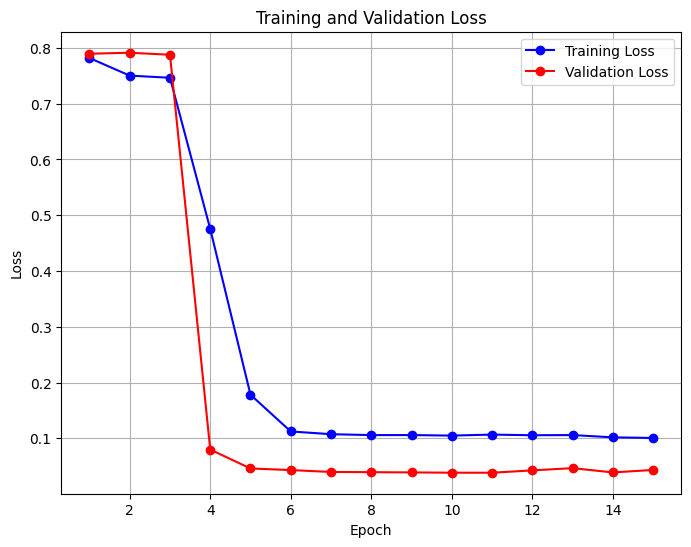 Training and Validation Loss
Training Loss
Validation Loss
0.8
0.7
0.6
0.5
0.4
0.3
0.2
0.1
Loss
2 4 6 8 10 12 14
Epoch